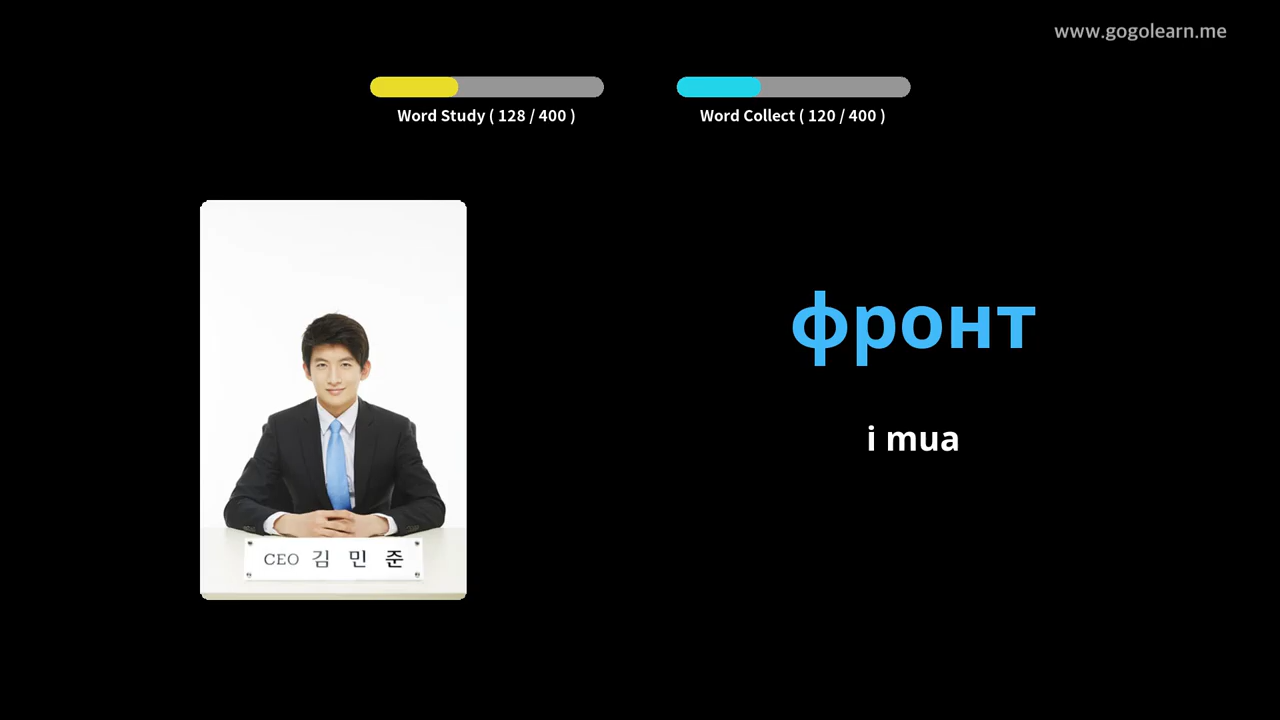 www.gogolearn.me
Word Study ( 128 / 400 )
Word Collect ( 120 / 400 )
фронт
i mua
CEO 김 민 준